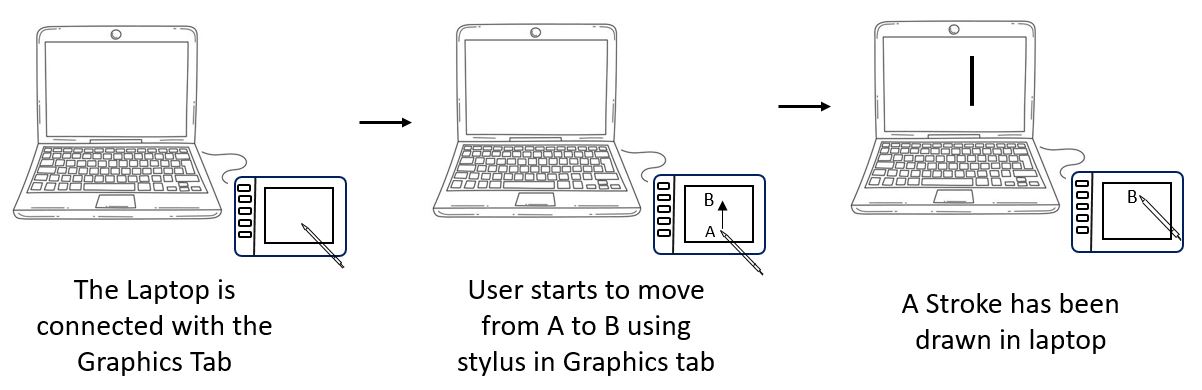 B
A
B
The Laptop is
connected with the
Graphics Tab
User starts to move
from A to B using
stylus in Graphics tab
A Stroke has been
drawn in laptop